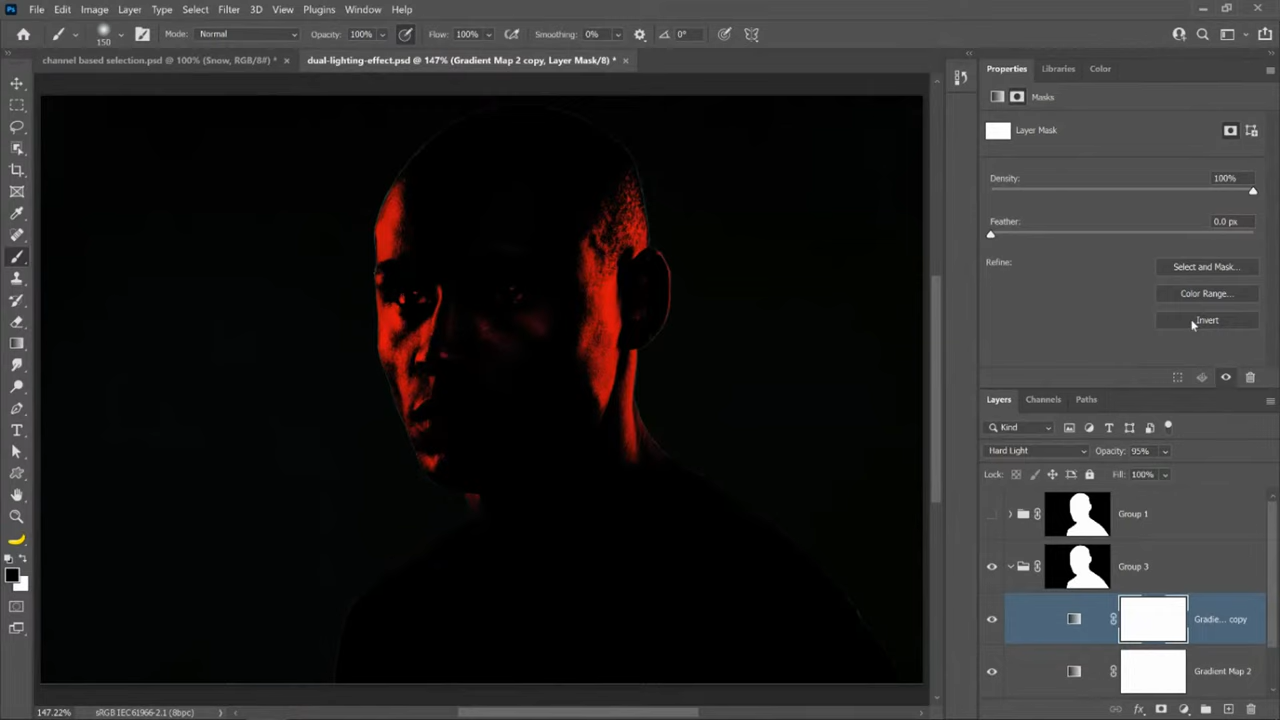 Ps File Edit Image Layer Type Select Filter 3D View Plugins Window Help
150 Mode: Normal Opacity: 100% Flow: 100% Smoothing: 0% 0°
channel based selection.psd @ 100% (Snow, RGB/8#) * × dual-lighting-effect.psd @ 147% (Gradient Map 2 copy, Layer Mask/8) * ×
Properties Libraries Color
Masks
Layer Mask
Density: 100%
Feather: 0.0 px
Refine: Select and Mask...
Color Range...
Invert
Layers Channels Paths
Kind
Hard Light Opacity: 95%
Lock: Fill: 100%
Group 1
Group 3
Gradie... copy
Gradient Map 2
147.22% sRGB IEC61966-2.1 (8bpc)